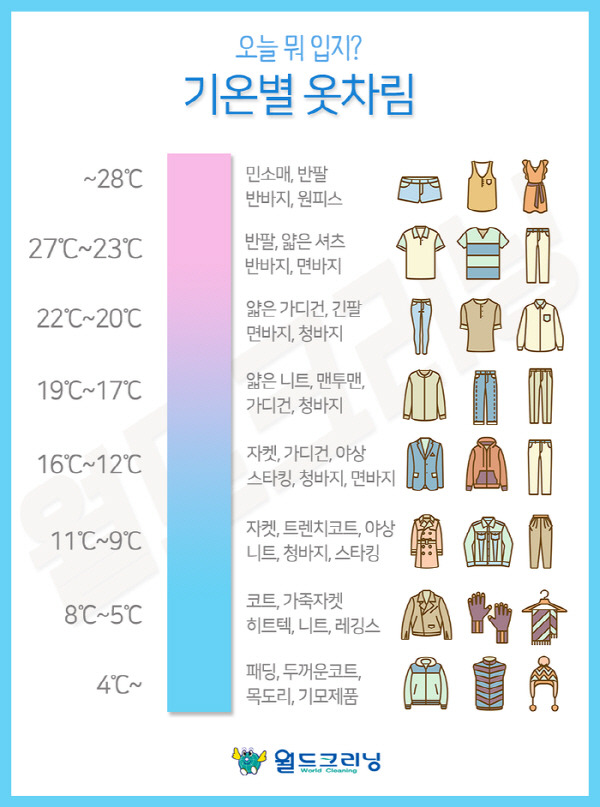 오늘 뭐 입지?
기온별 옷차림
~28℃
민소매, 반팔
반바지, 원피스
27℃~23℃
반팔, 얇은 셔츠
반바지, 면바지
22℃~20℃
얇은 가디건, 긴팔
면바지, 청바지
19℃~17℃
얇은 니트, 맨투맨,
가디건, 청바지
16℃~12℃
자켓, 가디건, 야상
스타킹, 청바지, 면바지
11℃~9℃
자켓, 트렌치코트, 야상
니트, 청바지, 스타킹
8℃~5℃
코트, 가죽자켓
히트텍, 니트, 레깅스
4℃~
패딩, 두꺼운코트,
목도리, 기모제품
월드크리닝
World Cleaning
월드크리닝